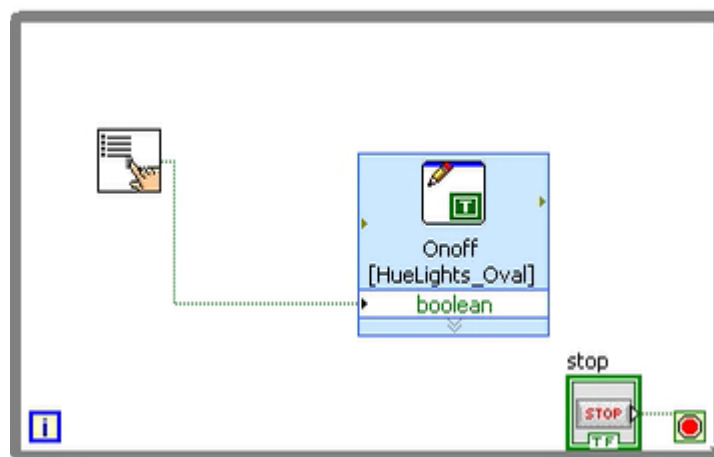 T
Onoff
[HueLights_Oval]
boolean
stop
STOP
TF
i